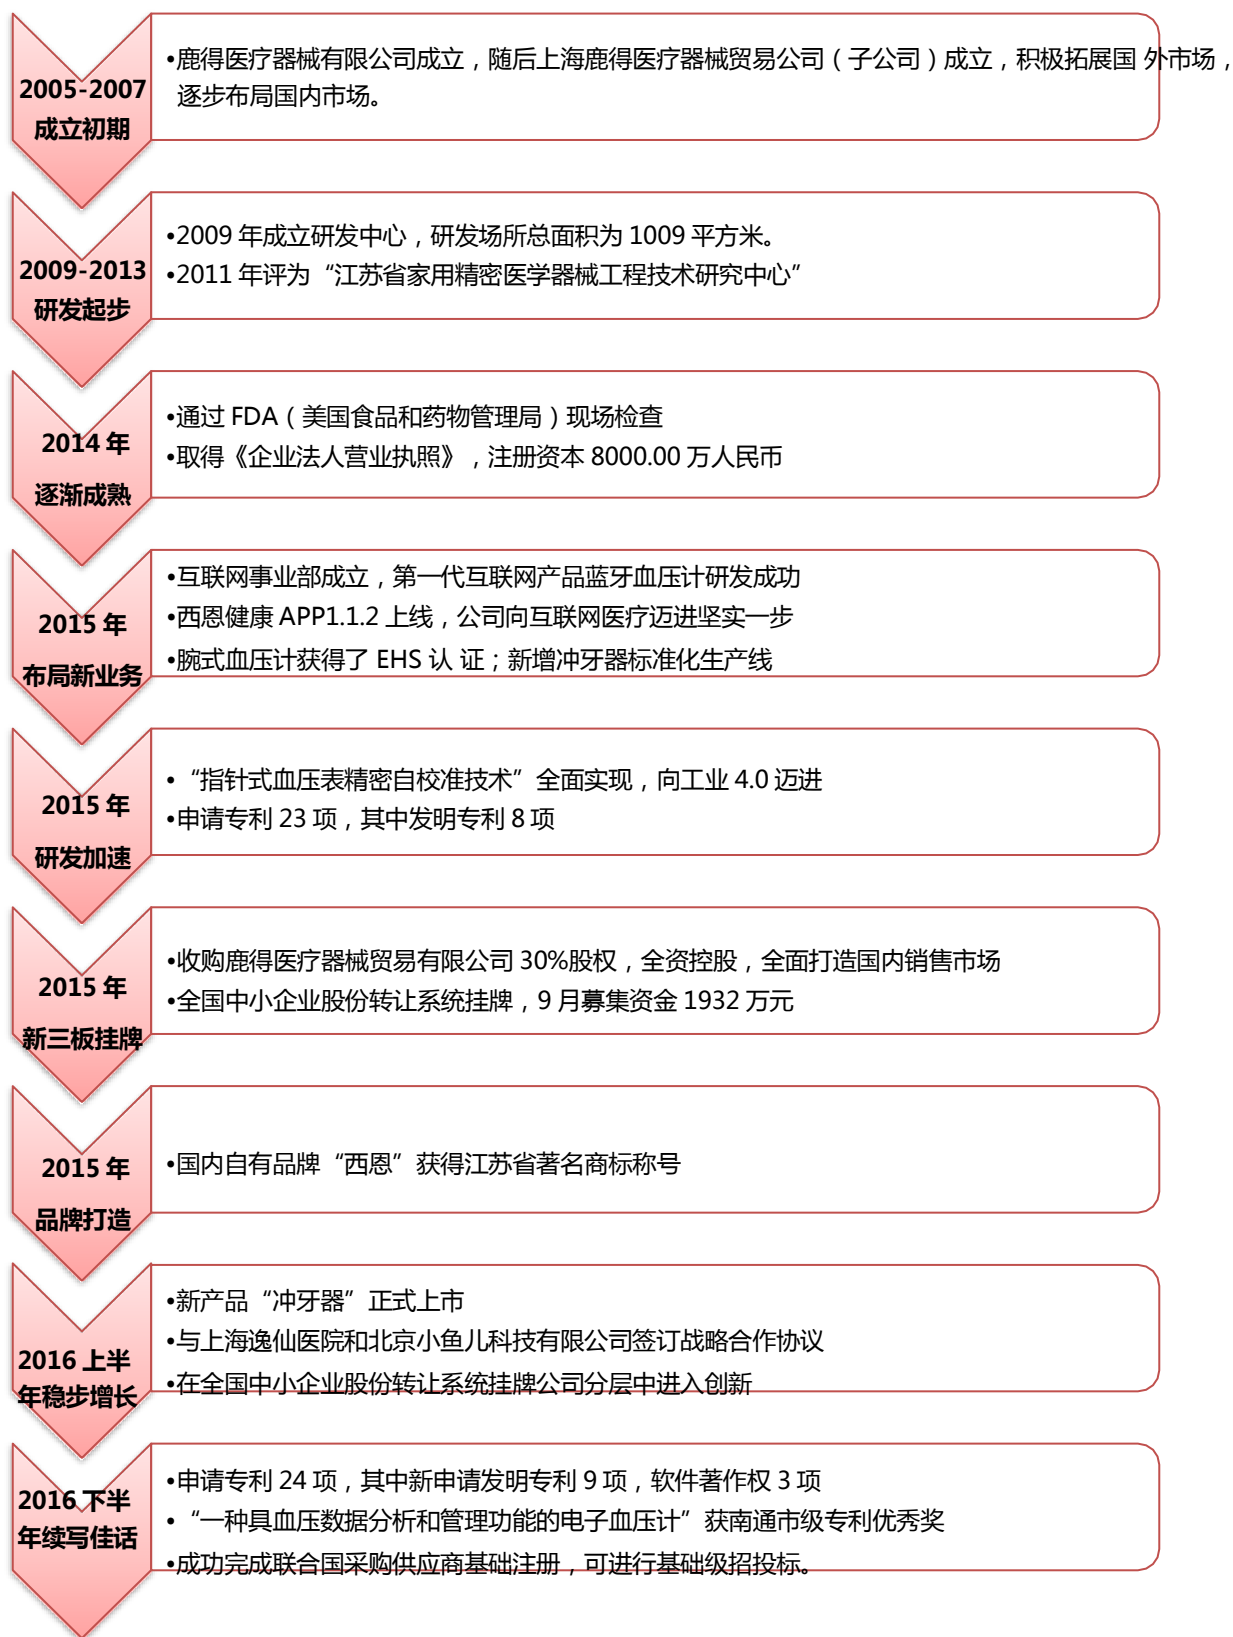 2005-2007
成立初期
•鹿得医疗器械有限公司成立，随后上海鹿得医疗器械贸易公司（子公司）成立，积极拓展国 外市场，
逐步布局国内市场。
2009-2013
研发起步
•2009 年成立研发中心，研发场所总面积为 1009 平方米。
•2011 年评为“江苏省家用精密医学器械工程技术研究中心”
2014 年
逐渐成熟
•通过 FDA（美国食品和药物管理局）现场检查
•取得《企业法人营业执照》，注册资本 8000.00 万人民币
2015 年
布局新业务
•互联网事业部成立，第一代互联网产品蓝牙血压计研发成功
•西恩健康 APP1.1.2 上线，公司向互联网医疗迈进坚实一步
•腕式血压计获得了 EHS 认 证；新增冲牙器标准化生产线
2015 年
研发加速
•“指针式血压表精密自校准技术”全面实现，向工业 4.0 迈进
•申请专利 23 项，其中发明专利 8 项
2015 年
新三板挂牌
•收购鹿得医疗器械贸易有限公司 30%股权，全资控股，全面打造国内销售市场
•全国中小企业股份转让系统挂牌，9 月募集资金 1932 万元
2015 年
品牌打造
•国内自有品牌“西恩”获得江苏省著名商标称号
2016 上半
年稳步增长
•新产品“冲牙器”正式上市
•与上海逸仙医院和北京小鱼儿科技有限公司签订战略合作协议
•在全国中小企业股份转让系统挂牌公司分层中进入创新
2016 下半
年续写佳话
•申请专利 24 项，其中新申请发明专利 9 项，软件著作权 3 项
•“一种具血压数据分析和管理功能的电子血压计”获南通市级专利优秀奖
•成功完成联合国采购供应商基础注册，可进行基础级招投标。